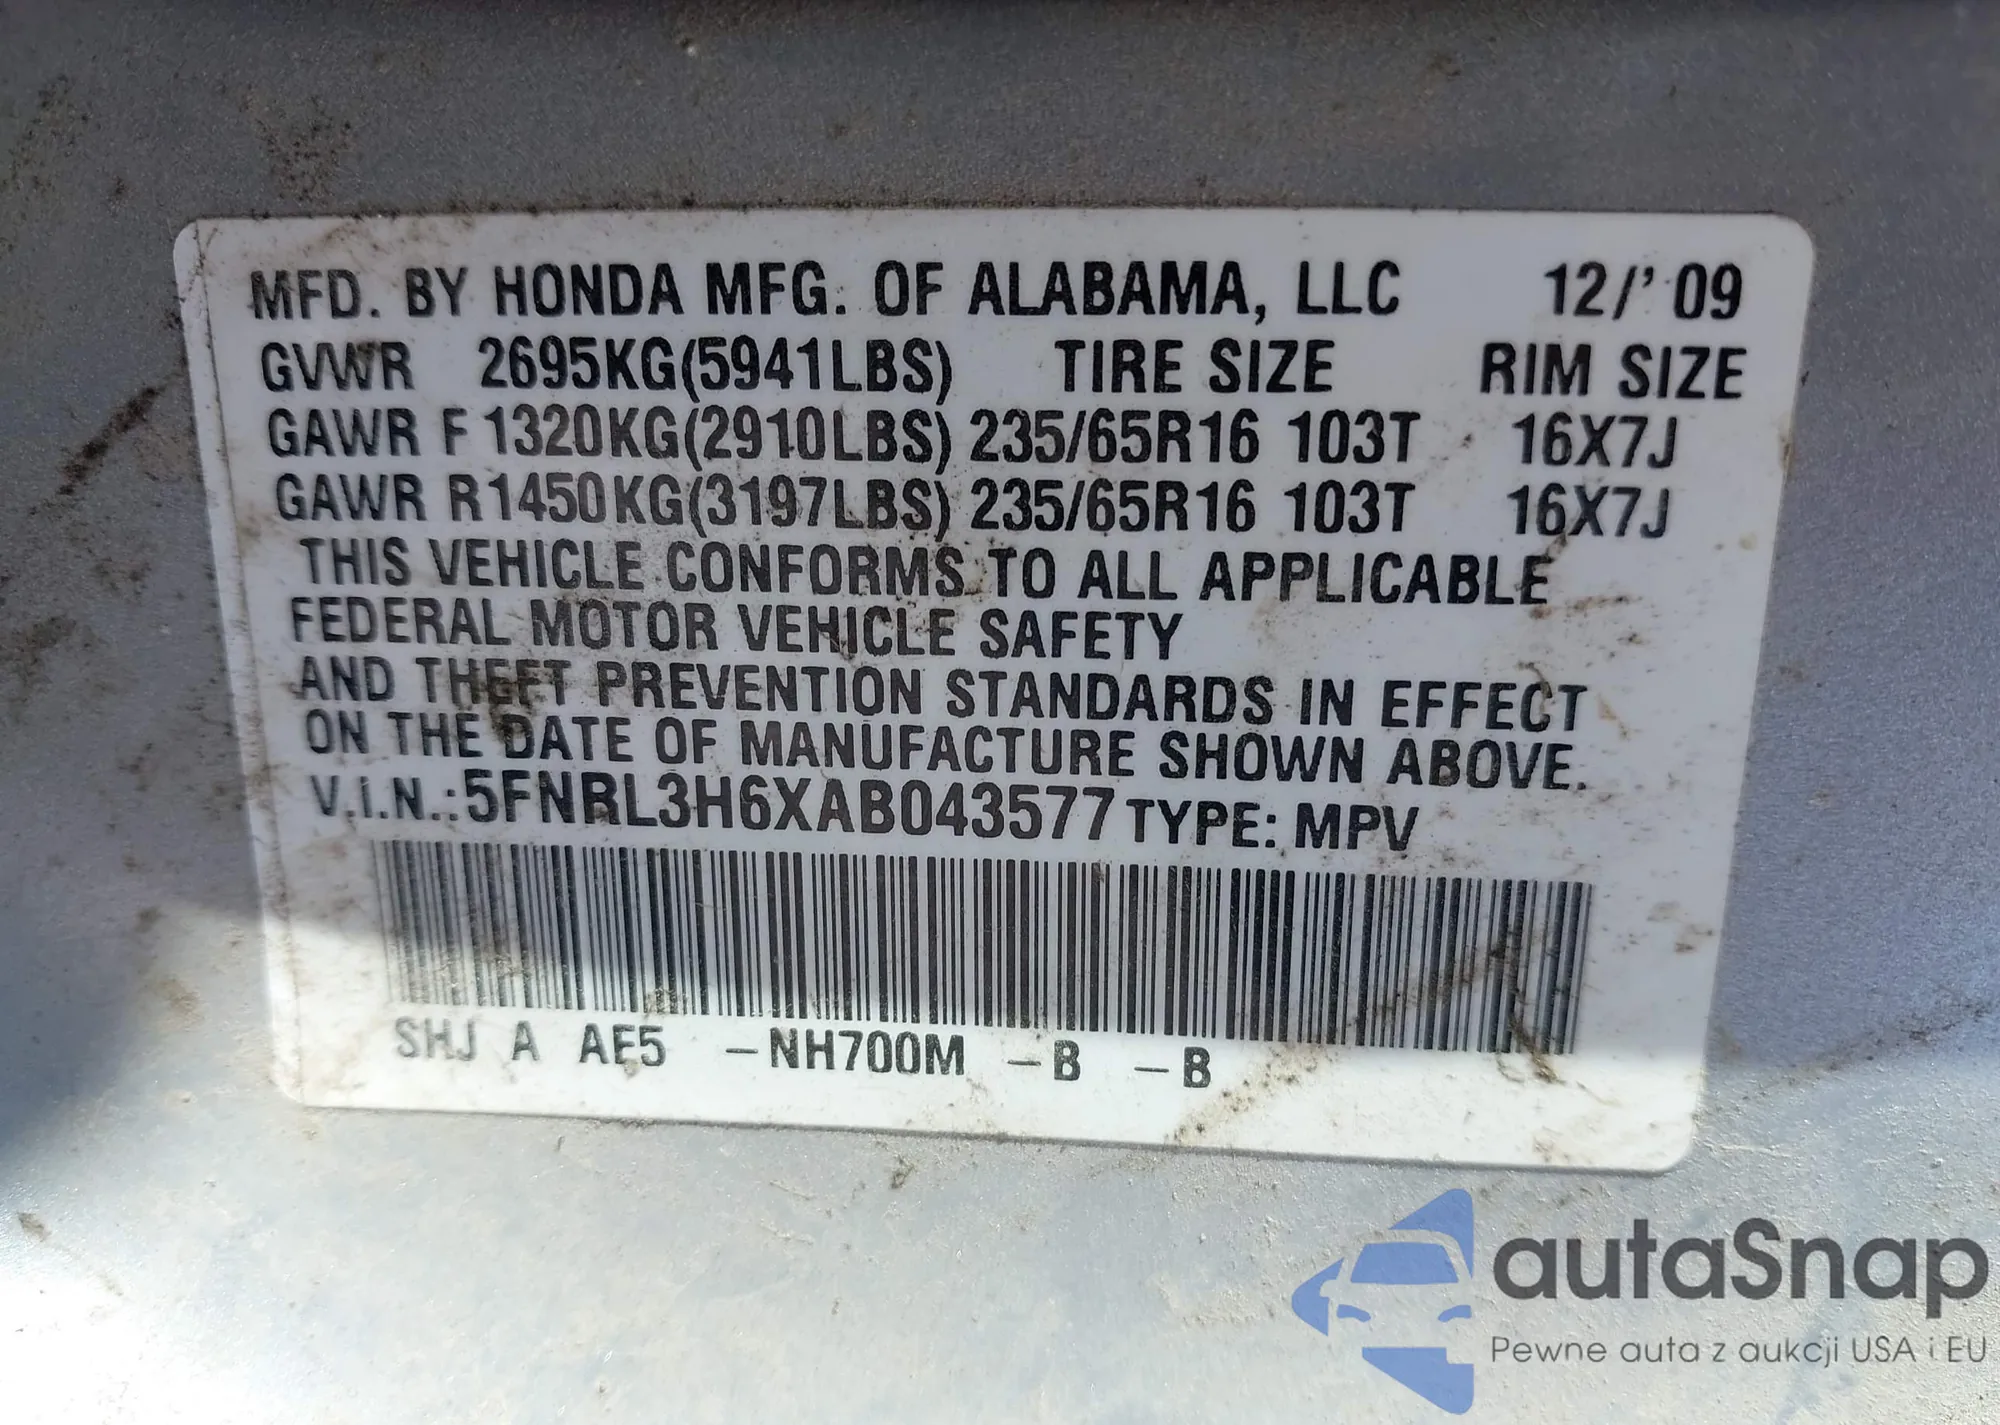 MFD. BY HONDA MFG. OF ALABAMA, LLC 12/'09
GVWR 2695KG(5941LBS) TIRE SIZE RIM SIZE
GAWR F 1320KG(2910LBS) 235/65R16 103T 16X7J
GAWR R1450KG(3197LBS) 235/65R16 103T 16X7J
THIS VEHICLE CONFORMS TO ALL APPLICABLE
FEDERAL MOTOR VEHICLE SAFETY
AND THEFT PREVENTION STANDARDS IN EFFECT
ON THE DATE OF MANUFACTURE SHOWN ABOVE.
V.I.N.:5FNRL3H6XAB043577 TYPE: MPV
SHJ A AE5 -NH700M -B -B
autaSnap
Pewne auta z aukcji USA i EU